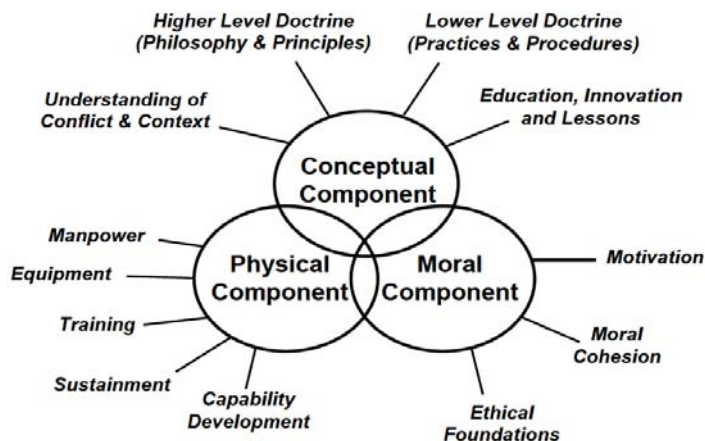 Higher Level Doctrine
(Philosophy & Principles)
Lower Level Doctrine
(Practices & Procedures)
Understanding of
Conflict & Context
Education, Innovation
and Lessons
Conceptual
Component
Manpower
Equipment
Training
Sustainment
Capability
Development
Physical
Component
Moral
Component
Motivation
Moral
Cohesion
Ethical
Foundations